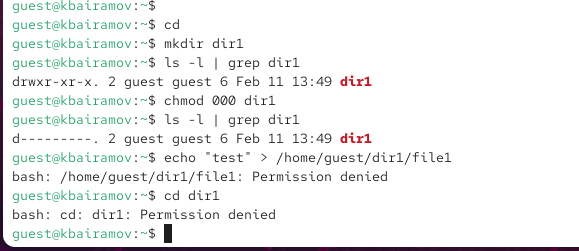 guest@kbairamov:~$
guest@kbairamov:~$ cd
guest@kbairamov:~$ mkdir dir1
guest@kbairamov:~$ ls -l | grep dir1
drwxr-xr-x. 2 guest guest 6 Feb 11 13:49 dir1
guest@kbairamov:~$ chmod 000 dir1
guest@kbairamov:~$ ls -l | grep dir1
d---------. 2 guest guest 6 Feb 11 13:49 dir1
guest@kbairamov:~$ echo "test" > /home/guest/dir1/file1
bash: /home/guest/dir1/file1: Permission denied
guest@kbairamov:~$ cd dir1
bash: cd: dir1: Permission denied
guest@kbairamov:~$